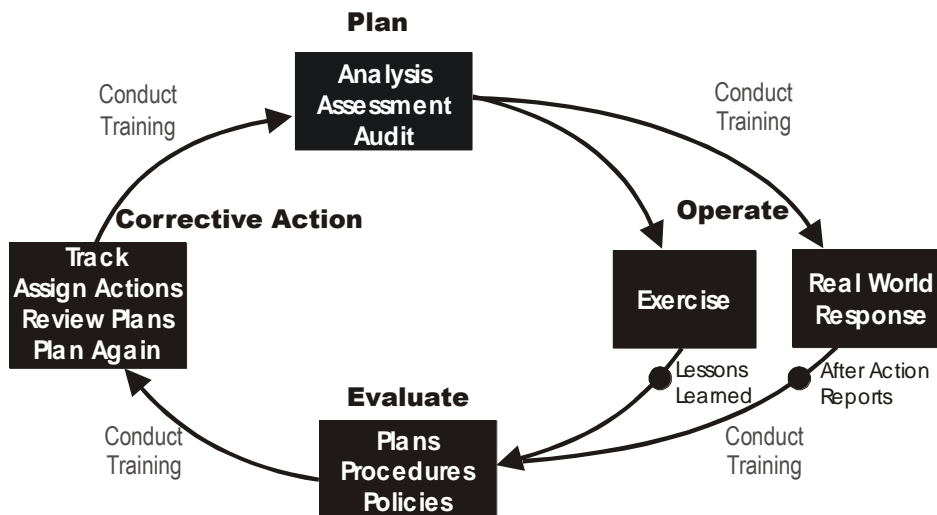 Plan
Analysis
Assessment
Audit
Conduct
Training
Conduct
Training
Corrective Action
Operate
Track
Assign Actions
Review Plans
Plan Again
Exercise
Real World
Response
Lessons
Learned
After Action
Reports
Evaluate
Plans
Procedures
Policies
Conduct
Training
Conduct
Training